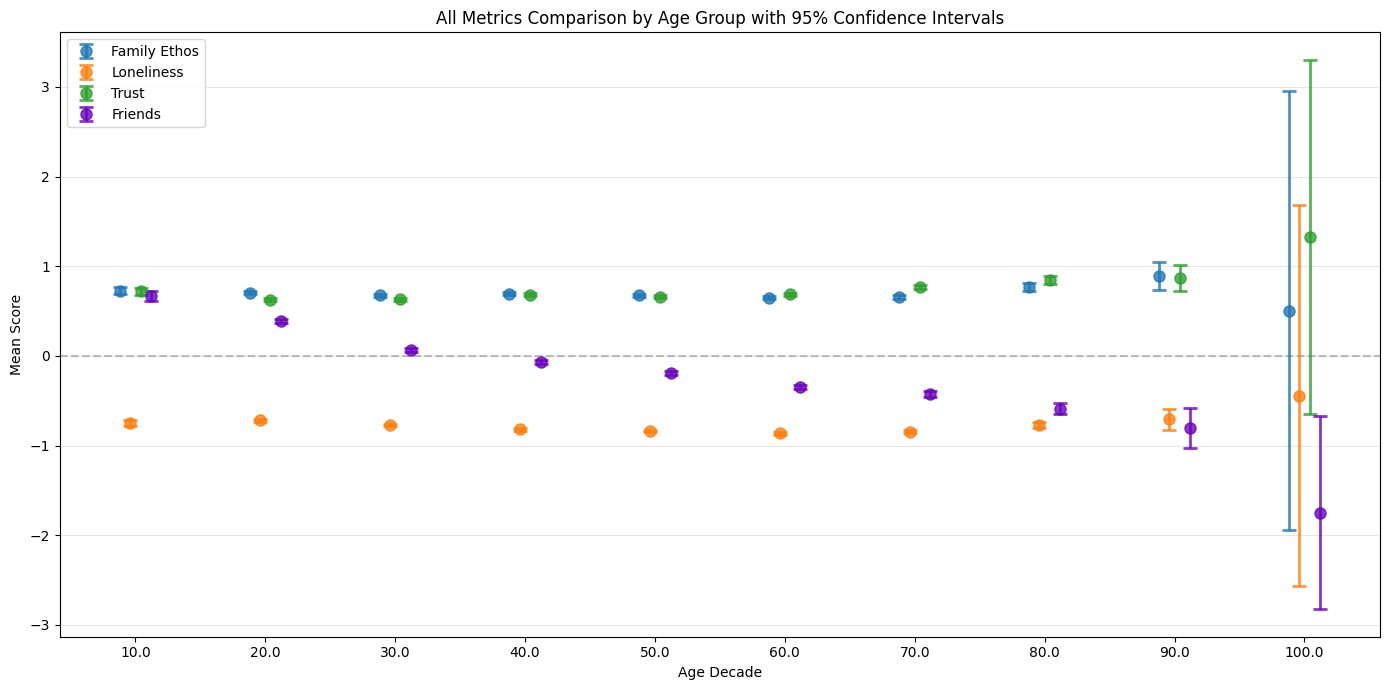 All Metrics Comparison by Age Group with 95% Confidence Intervals
Family Ethos
Loneliness
Trust
Friends
Mean Score
3
2
1
0
−1
−2
−3
10.0 20.0 30.0 40.0 50.0 60.0 70.0 80.0 90.0 100.0
Age Decade